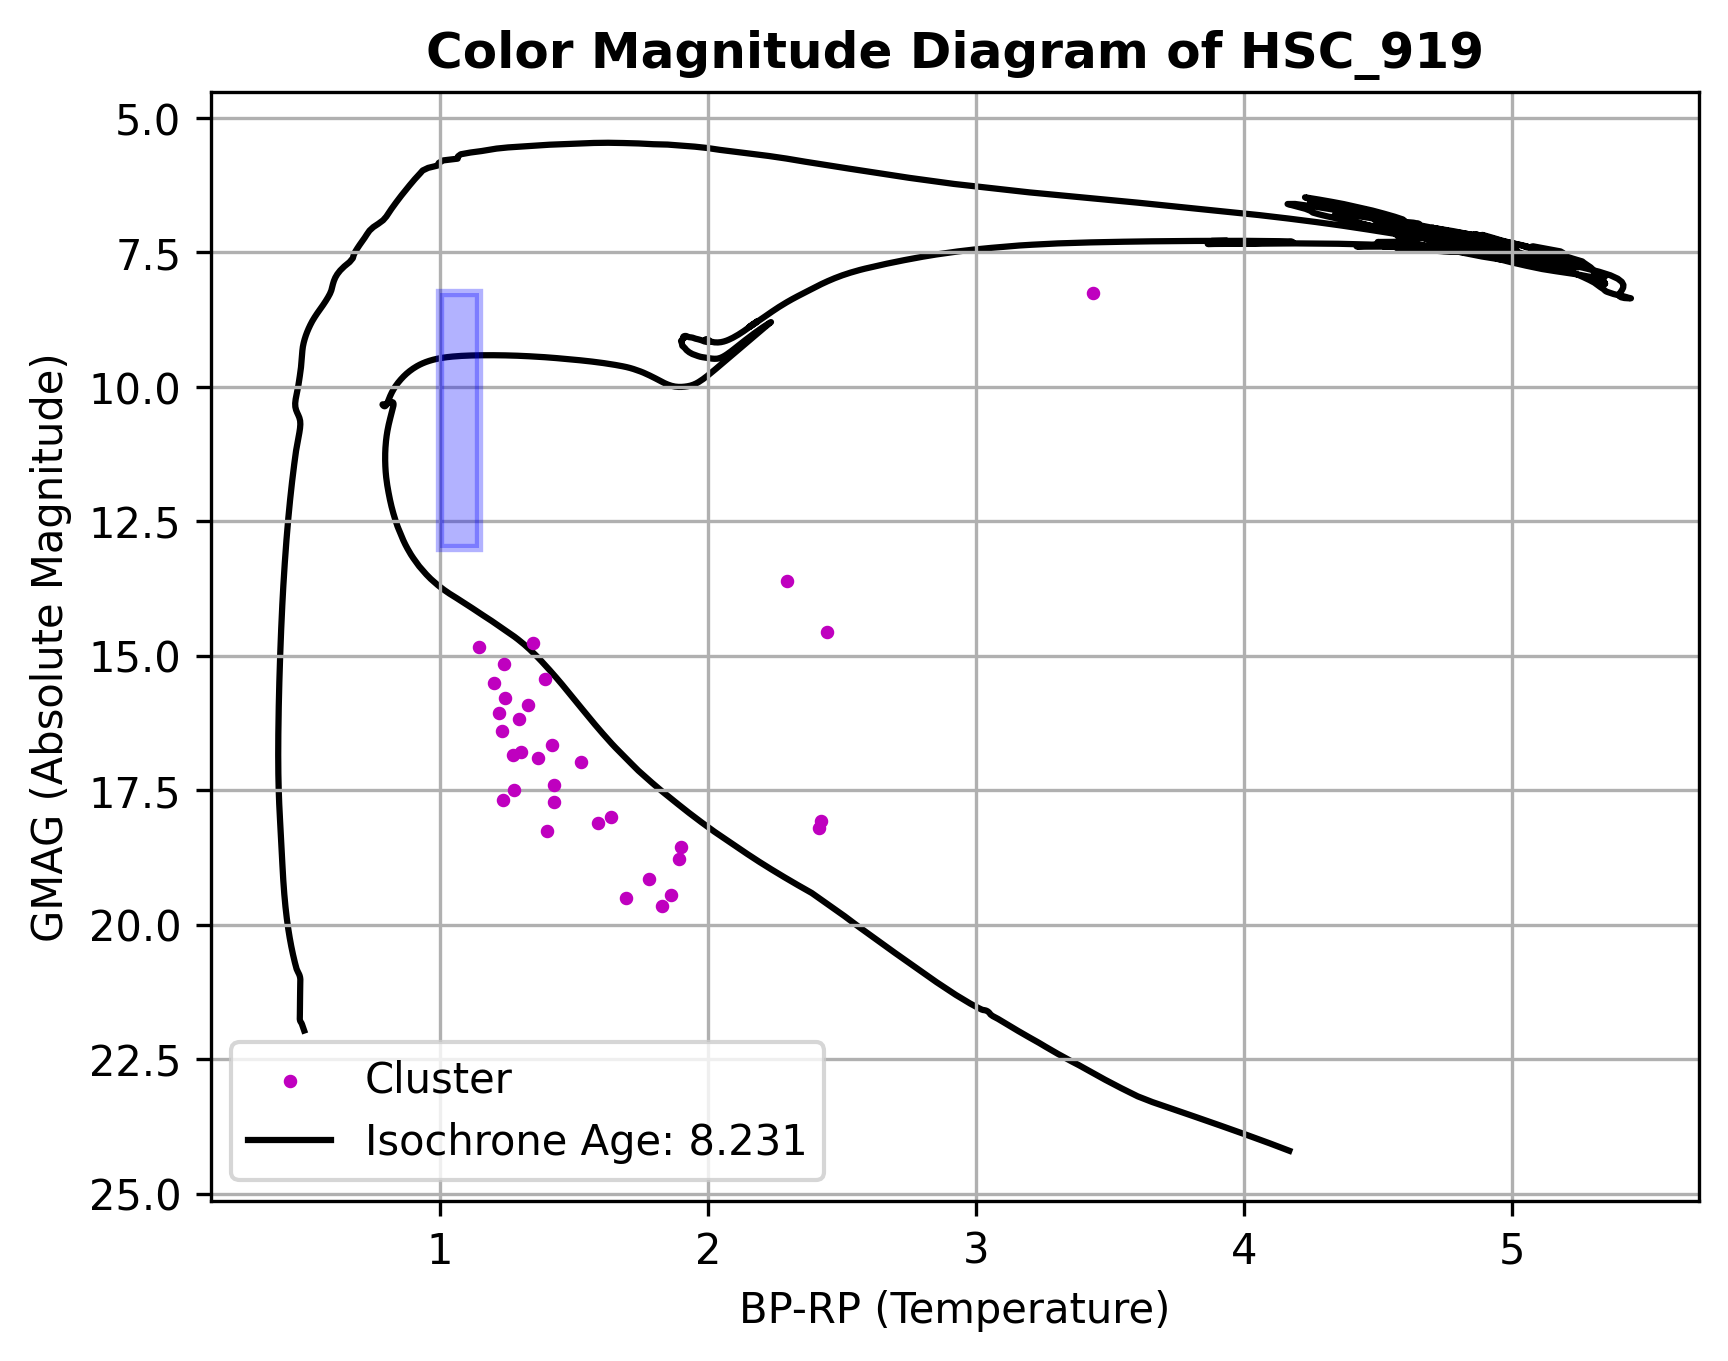 Color Magnitude Diagram of HSC_919
GMAG (Absolute Magnitude)
5.0
7.5
10.0
12.5
15.0
17.5
20.0
22.5
25.0
Cluster
Isochrone Age: 8.231
1 2 3 4 5
BP-RP (Temperature)